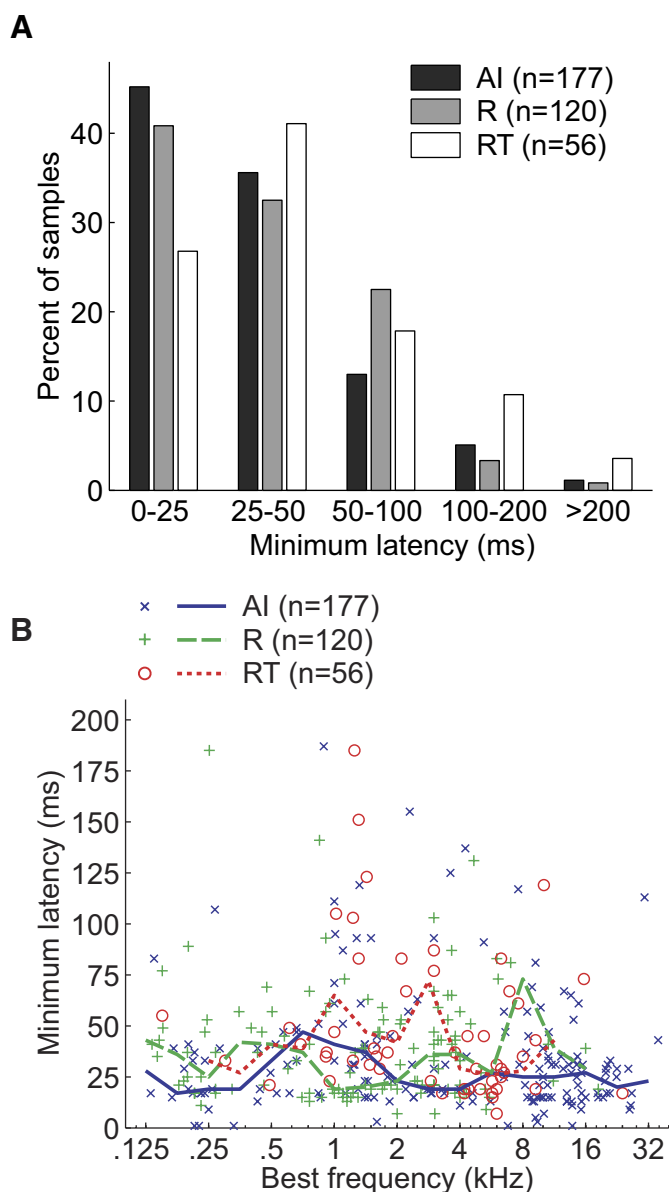 A
AI (n=177)
R (n=120)
RT (n=56)
Percent of samples
40
30
20
10
0
0-25 25-50 50-100 100-200 >200
Minimum latency (ms)
B
AI (n=177)
R (n=120)
RT (n=56)
Minimum latency (ms)
200
175
150
125
100
75
50
25
0
.125 .25 .5 1 2 4 8 16 32
Best frequency (kHz)